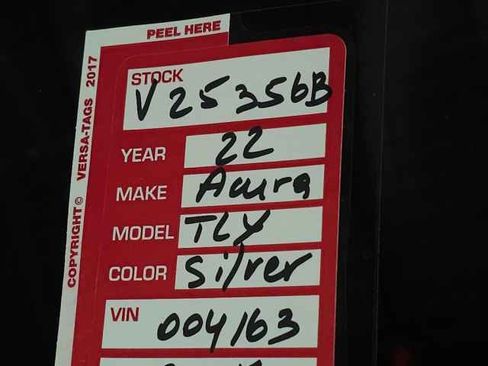 PEEL HERE
COPYRIGHT© VERSA-TAGS 2017
STOCK V25356B
YEAR 22
MAKE Acura
MODEL TLX
COLOR Silver
VIN 004163